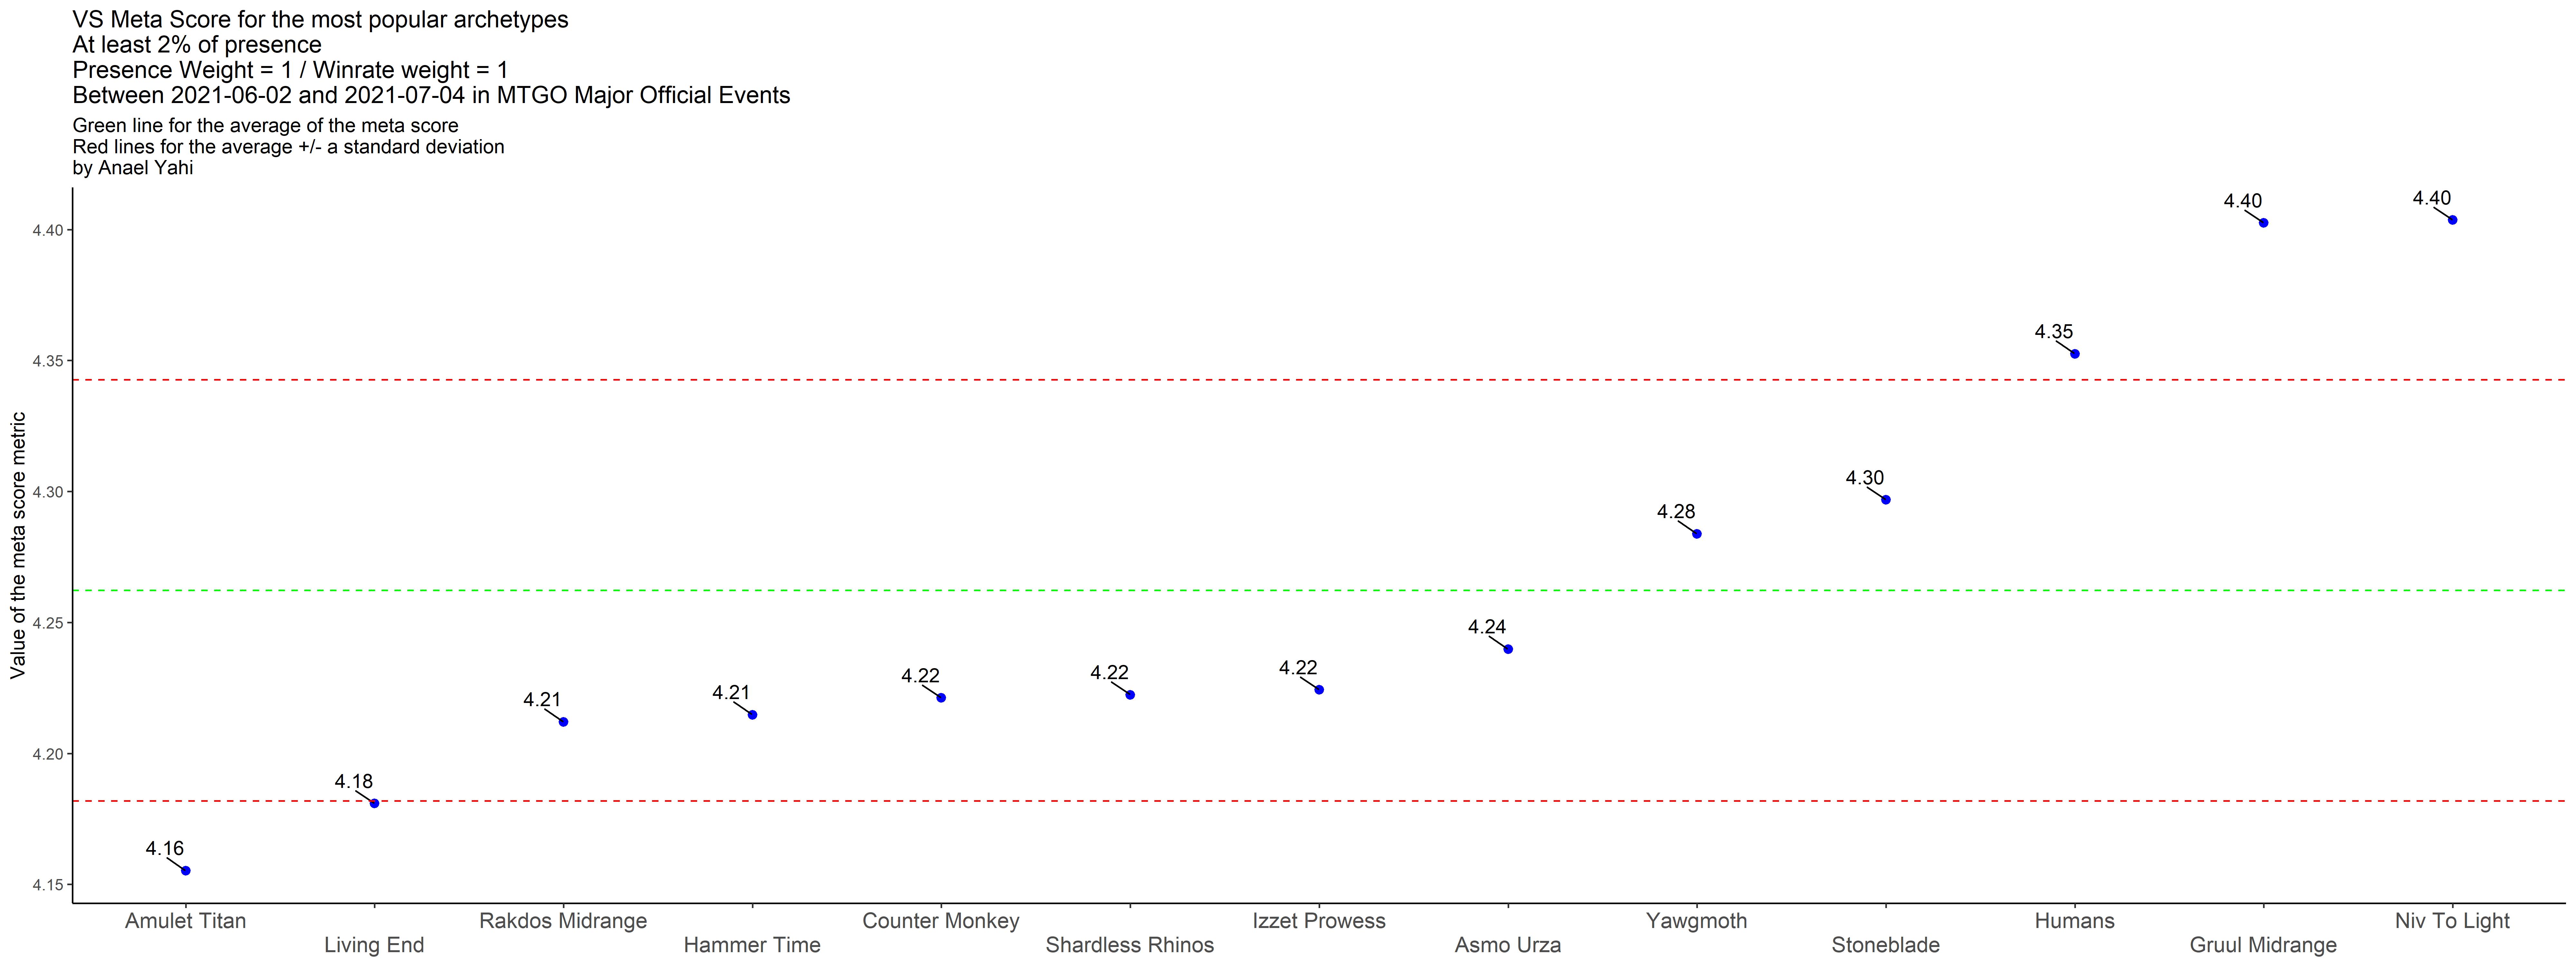 VS Meta Score for the most popular archetypes
At least 2% of presence
Presence Weight = 1 / Winrate weight = 1
Between 2021-06-02 and 2021-07-04 in MTGO Major Official Events
Green line for the average of the meta score
Red lines for the average +/- a standard deviation
by Anael Yahi
Value of the meta score metric
4.40
4.35
4.30
4.25
4.20
4.15
4.16
4.18
4.21
4.21
4.22
4.22
4.22
4.24
4.28
4.30
4.35
4.40
4.40
Amulet Titan
Living End
Rakdos Midrange
Hammer Time
Counter Monkey
Shardless Rhinos
Izzet Prowess
Asmo Urza
Yawgmoth
Stoneblade
Humans
Gruul Midrange
Niv To Light